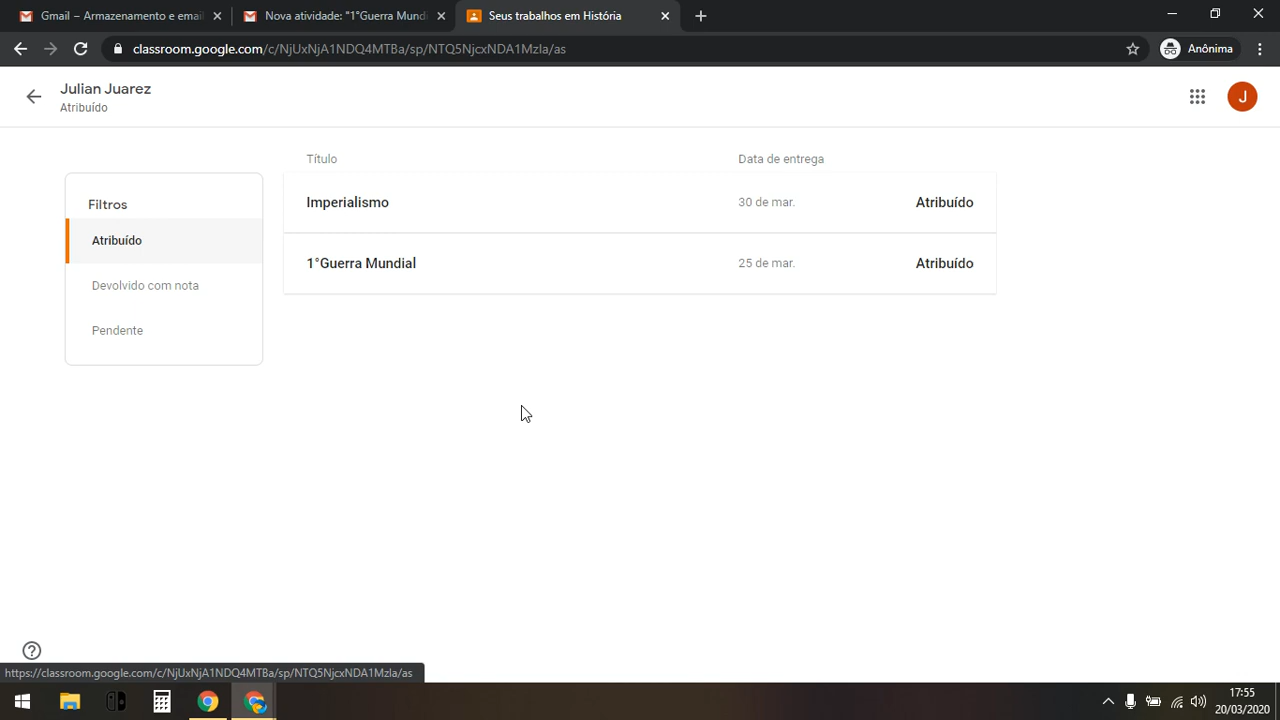 Gmail – Armazenamento e email
Nova atividade: "1°Guerra Mundi
Seus trabalhos em História
classroom.google.com/c/NjUxNjA1NDQ4MTBa/sp/NTQ5NjcxNDA1Mzla/as
Anônima
Julian Juarez
Atribuído
J
Título
Data de entrega
Filtros
Imperialismo
30 de mar.
Atribuído
Atribuído
1°Guerra Mundial
25 de mar.
Atribuído
Devolvido com nota
Pendente
https://classroom.google.com/c/NjUxNjA1NDQ4MTBa/sp/NTQ5NjcxNDA1Mzla/as
17:55
20/03/2020